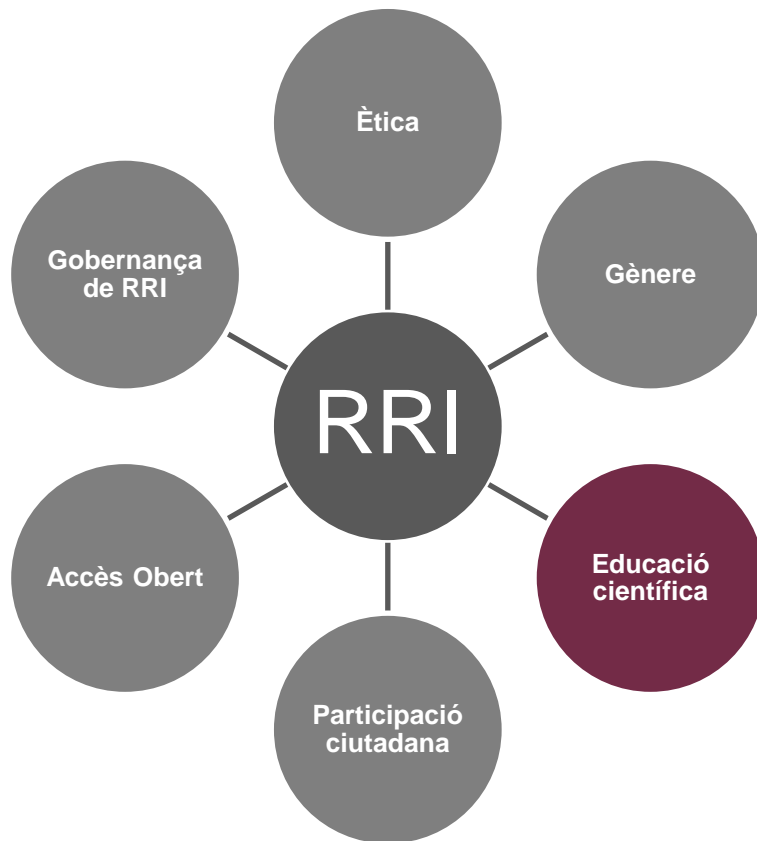 Ètica
Gobernança
de RRI
Gènere
RRI
Accès Obert
Educació
científica
Participació
ciutadana